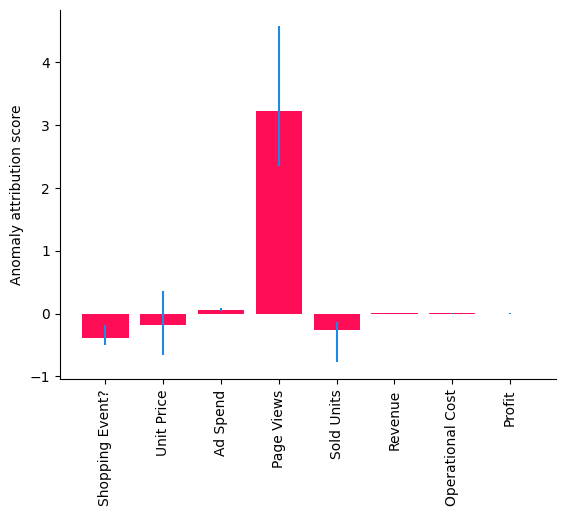 Anomaly attribution score
4
3
2
1
0
−1
Shopping Event?
Unit Price
Ad Spend
Page Views
Sold Units
Revenue
Operational Cost
Profit